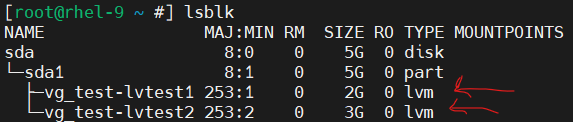 [root@rhel-9 ~ #] lsblk
NAME MAJ:MIN RM SIZE RO TYPE MOUNTPOINTS
sda 8:0 0 5G 0 disk
└─sda1 8:1 0 5G 0 part
├─vg_test-lvtest1 253:1 0 2G 0 lvm
└─vg_test-lvtest2 253:2 0 3G 0 lvm